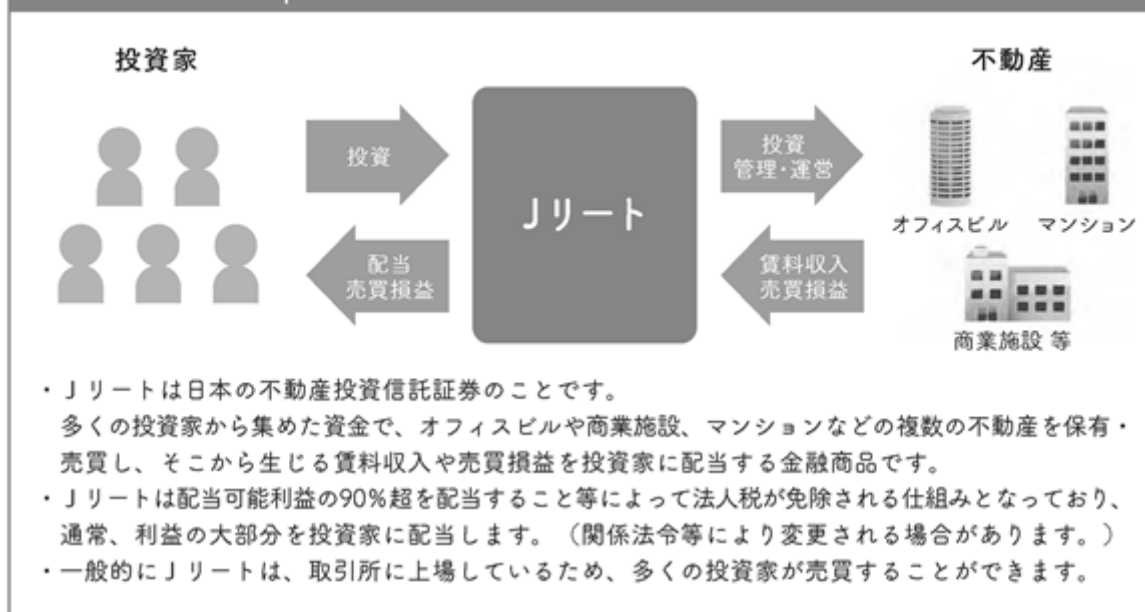 投資家
不動産
投資
投資
管理・運営
Jリート
オフィスビル
マンション
配当
売買損益
賃料収入
売買損益
商業施設 等
・Jリートは日本の不動産投資信託証券のことです。
多くの投資家から集めた資金で、オフィスビルや商業施設、マンションなどの複数の不動産を保有・
売買し、そこから生じる賃料収入や売買損益を投資家に配当する金融商品です。
・Jリートは配当可能利益の90%超を配当すること等によって法人税が免除される仕組みとなっており、
通常、利益の大部分を投資家に配当します。（関係法令等により変更される場合があります。）
・一般的にJリートは、取引所に上場しているため、多くの投資家が売買することができます。